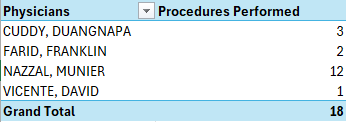 Physicians Procedures Performed
CUDDY, DUANGNAPA 3
FARID, FRANKLIN 2
NAZZAL, MUNIER 12
VICENTE, DAVID 1
Grand Total 18